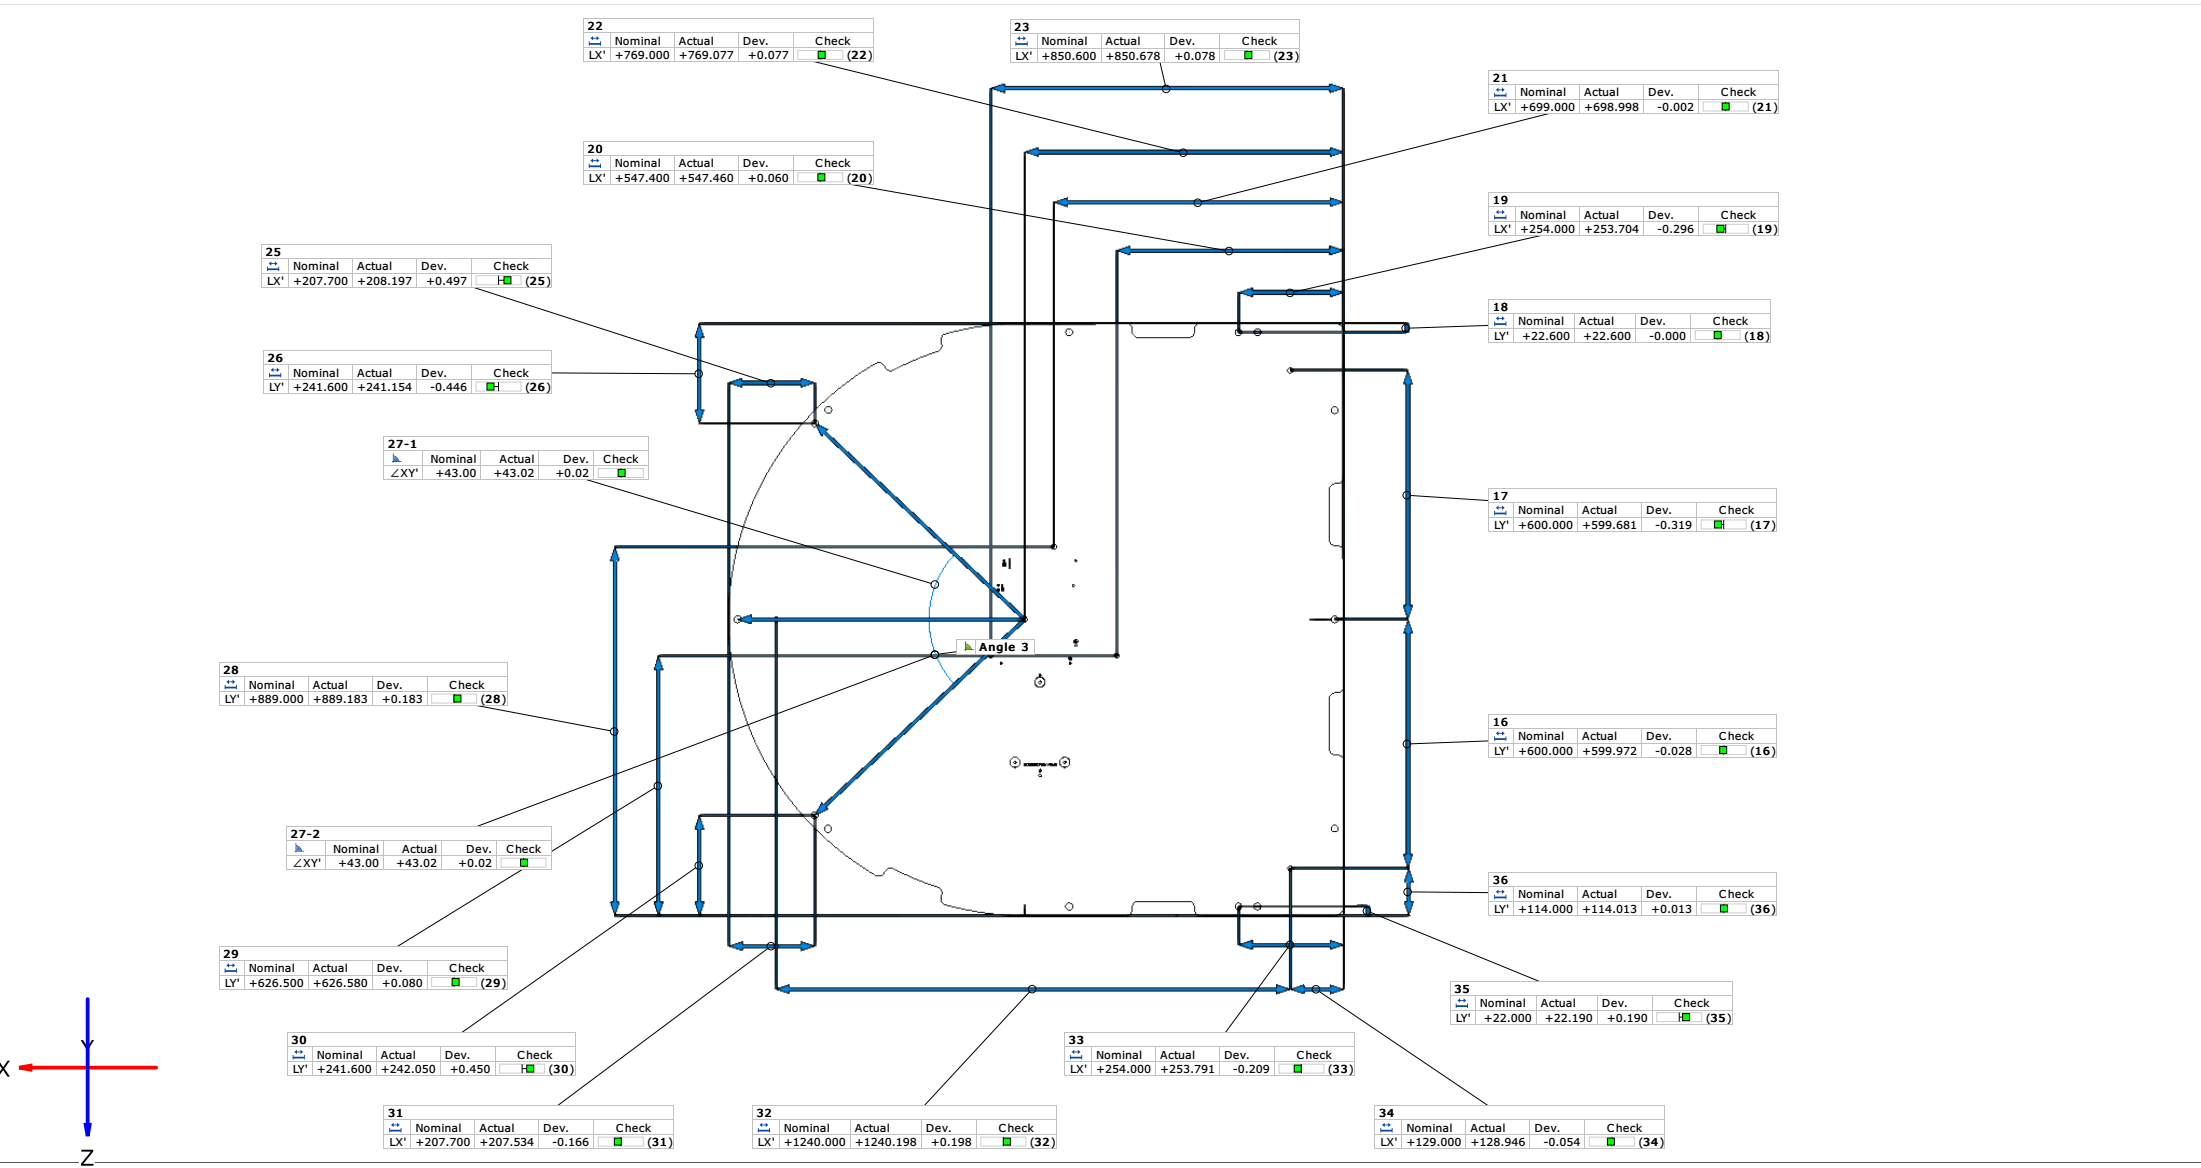 22
Nominal Actual Dev. Check
LX' +769.000 +769.077 +0.077 (22)
23
Nominal Actual Dev. Check
LX' +850.600 +850.678 +0.078 (23)
21
Nominal Actual Dev. Check
LX' +699.000 +698.998 -0.002 (21)
20
Nominal Actual Dev. Check
LX' +547.400 +547.460 +0.060 (20)
19
Nominal Actual Dev. Check
LX' +254.000 +253.704 -0.296 (19)
25
Nominal Actual Dev. Check
LX' +207.700 +208.197 +0.497 (25)
18
Nominal Actual Dev. Check
LY' +22.600 +22.600 -0.000 (18)
26
Nominal Actual Dev. Check
LY' +241.600 +241.154 -0.446 (26)
27-1
Nominal Actual Dev. Check
∠XY' +43.00 +43.02 +0.02
17
Nominal Actual Dev. Check
LY' +600.000 +599.681 -0.319 (17)
Angle 3
28
Nominal Actual Dev. Check
LY' +889.000 +889.183 +0.183 (28)
16
Nominal Actual Dev. Check
LY' +600.000 +599.972 -0.028 (16)
27-2
Nominal Actual Dev. Check
∠XY' +43.00 +43.02 +0.02
36
Nominal Actual Dev. Check
LY' +114.000 +114.013 +0.013 (36)
29
Nominal Actual Dev. Check
LY' +626.500 +626.580 +0.080 (29)
35
Nominal Actual Dev. Check
LY' +22.000 +22.190 +0.190 (35)
30
Nominal Actual Dev. Check
LY' +241.600 +242.050 +0.450 (30)
33
Nominal Actual Dev. Check
LX' +254.000 +253.791 -0.209 (33)
31
Nominal Actual Dev. Check
LX' +207.700 +207.534 -0.166 (31)
32
Nominal Actual Dev. Check
LX' +1240.000 +1240.198 +0.198 (32)
34
Nominal Actual Dev. Check
LX' +129.000 +128.946 -0.054 (34)
Y
X
Z